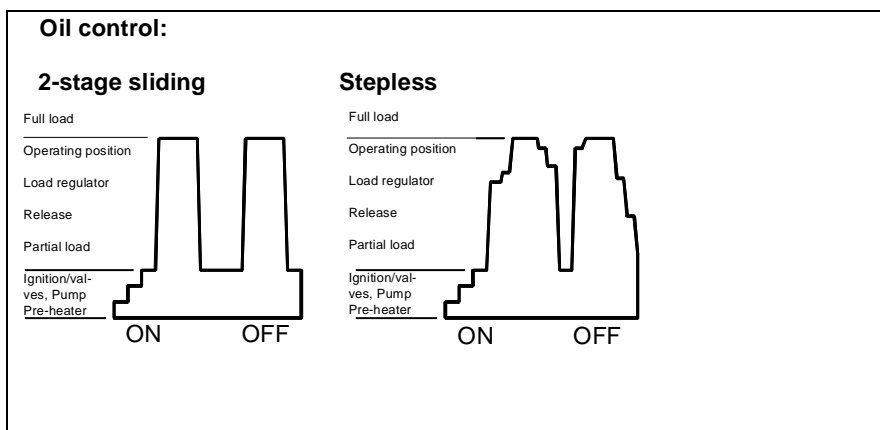 Oil control:
2-stage sliding
Full load
Operating position
Load regulator
Release
Partial load
Ignition/val-
ves, Pump
Pre-heater
ON OFF
Stepless
Full load
Operating position
Load regulator
Release
Partial load
Ignition/val-
ves, Pump
Pre-heater
ON OFF